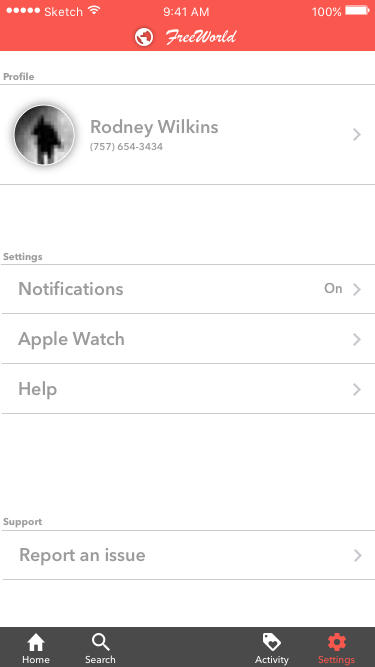 Sketch 9:41 AM 100%
FreeWorld
Profile
Rodney Wilkins
(757) 654-3434
Settings
Notifications On
Apple Watch
Help
Support
Report an issue
Home Search Activity Settings